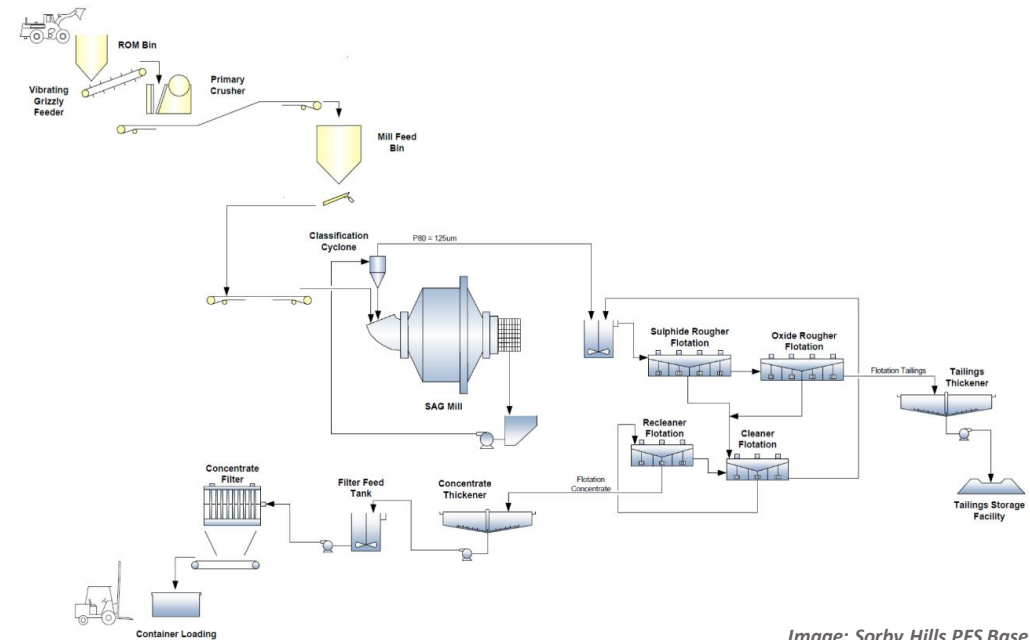 ROM Bin
Vibrating
Grizzly
Feeder
Primary
Crusher
Mill Feed
Bin
Classification
Cyclone
P80 = 125um
SAG Mill
Sulphide Rougher
Flotation
Oxide Rougher
Flotation
Flotation Tailings
Tailings
Thickener
Recleaner
Flotation
Cleaner
Flotation
Tailings Storage
Facility
Flotation
Concentrate
Concentrate
Thickener
Filter Feed
Tank
Concentrate
Filter
Container Loading
Image: Sorby Hills PFS Base